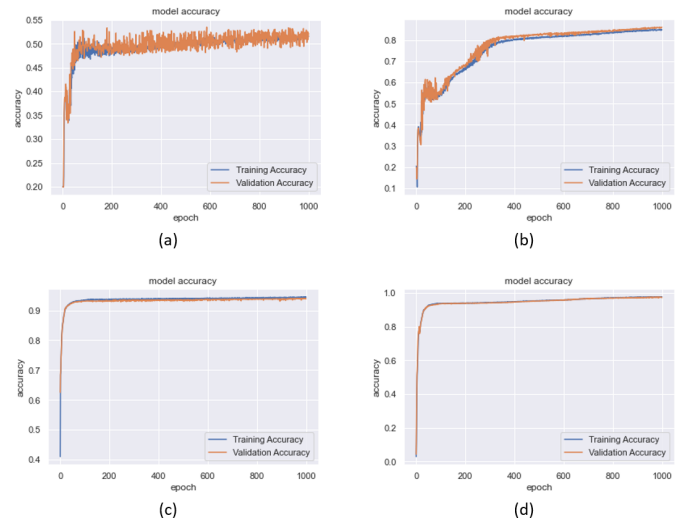 model accuracy
0.55
0.50
0.45
0.40
0.35
0.30
0.25
0.20
accuracy
Training Accuracy
Validation Accuracy
0 200 400 600 800 1000
epoch
(a)
model accuracy
0.8
0.7
0.6
0.5
0.4
0.3
0.2
0.1
accuracy
Training Accuracy
Validation Accuracy
0 200 400 600 800 1000
epoch
(b)
model accuracy
0.9
0.8
0.7
0.6
0.5
0.4
accuracy
Training Accuracy
Validation Accuracy
0 200 400 600 800 1000
epoch
(c)
model accuracy
1.0
0.8
0.6
0.4
0.2
0.0
accuracy
Training Accuracy
Validation Accuracy
0 200 400 600 800 1000
epoch
(d)